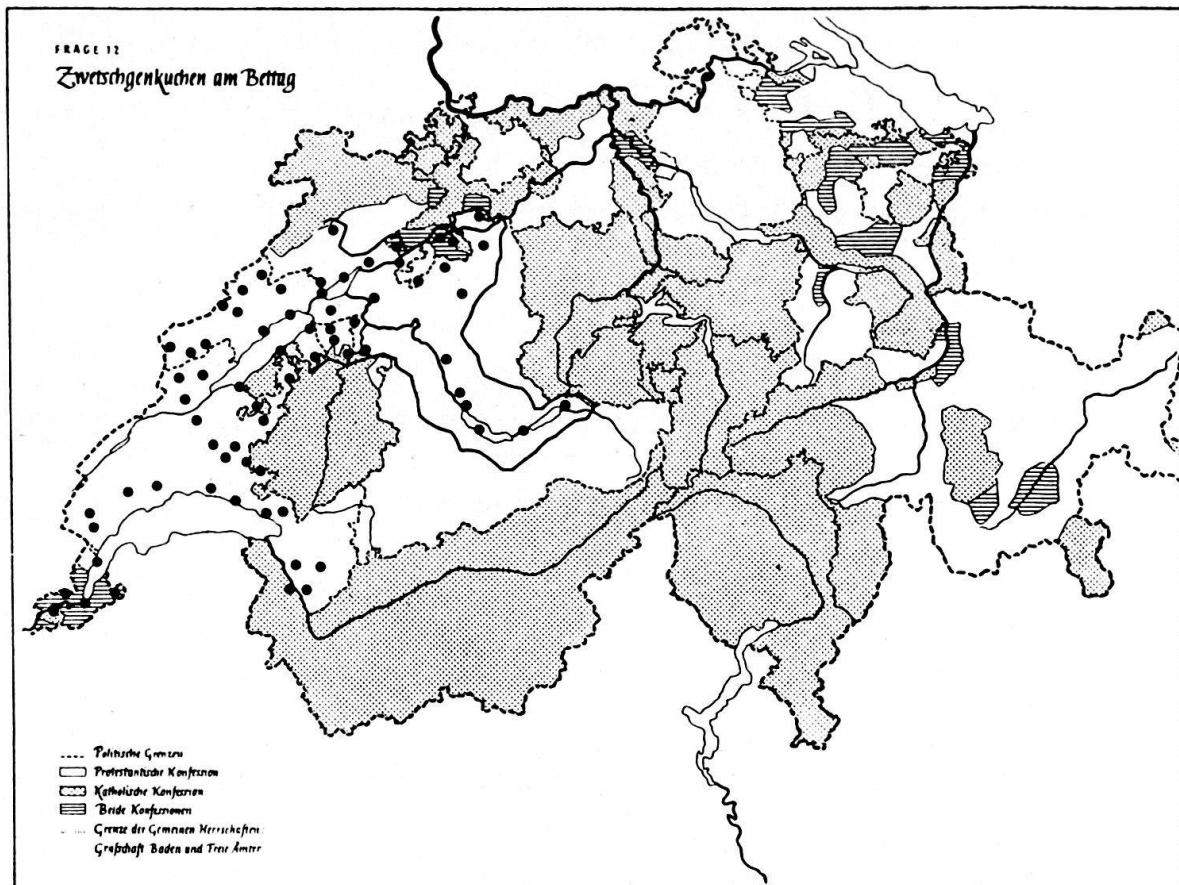 FRAGE 12
Zwetschgenkuchen am Bettag
Politische Grenzen
Protestantische Konfession
Katholische Konfession
Beide Konfessionen
Grenze der Gemeinen Herrschaften:
Grafschaft Baden und Freie Ämter